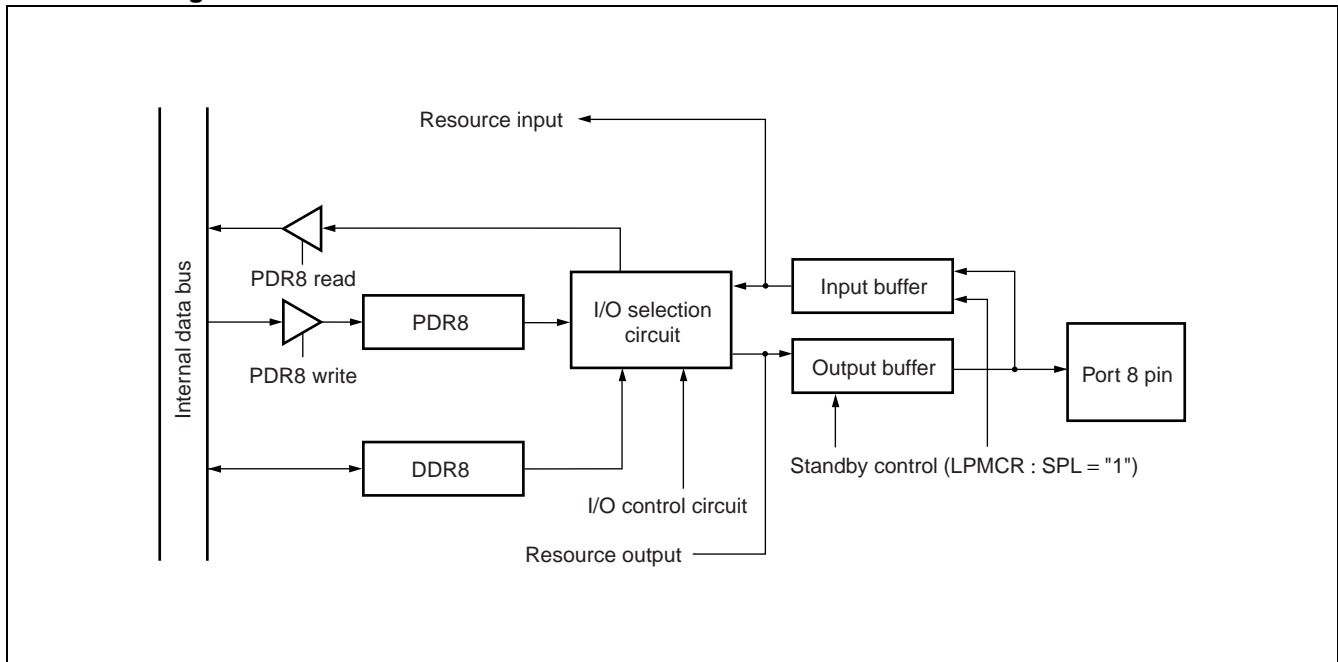 Resource input
PDR8 read
Internal data bus
Input buffer
I/O selection
circuit
PDR8
Port 8 pin
Output buffer
PDR8 write
DDR8
Standby control (LPMCR : SPL = "1")
I/O control circuit
Resource output